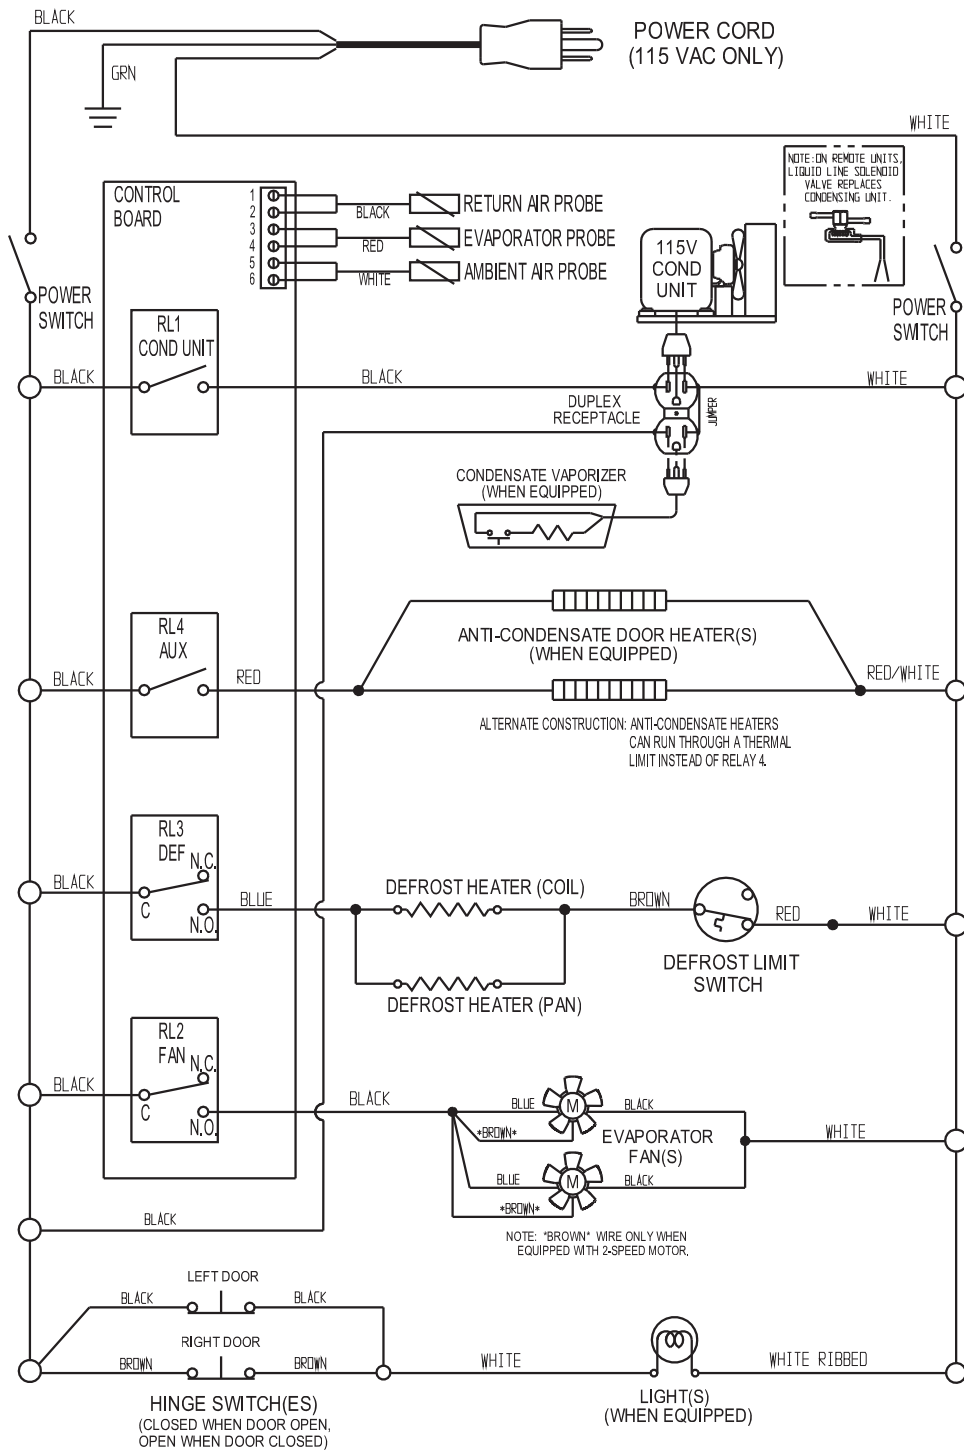 BLACK
POWER CORD
(115 VAC ONLY)
GRN
WHITE
NOTE:ON REMOTE UNITS,
LIQUID LINE SOLENOID
VALVE REPLACES
CONDENSING UNIT.
CONTROL
BOARD
1
2
3
4
5
6
BLACK
RED
WHITE
RETURN AIR PROBE
EVAPORATOR PROBE
AMBIENT AIR PROBE
115V
COND
UNIT
POWER
SWITCH
POWER
SWITCH
RL1
COND UNIT
BLACK
BLACK
WHITE
DUPLEX
RECEPTACLE
JUMPER
CONDENSATE VAPORIZER
(WHEN EQUIPPED)
RL4
AUX
BLACK
RED
ANTI-CONDENSATE DOOR HEATER(S)
(WHEN EQUIPPED)
RED/WHITE
ALTERNATE CONSTRUCTION: ANTI-CONDENSATE HEATERS
CAN RUN THROUGH A THERMAL
LIMIT INSTEAD OF RELAY 4.
RL3
DEF
N.C.
BLACK
C
N.O.
BLUE
DEFROST HEATER (COIL)
BROWN
RED
WHITE
DEFROST LIMIT
SWITCH
DEFROST HEATER (PAN)
RL2
FAN
N.C.
BLACK
C
N.O.
BLACK
BLUE
M
BLACK
*BROWN*
EVAPORATOR
FAN(S)
WHITE
BLUE
M
BLACK
*BROWN*
NOTE: *BROWN* WIRE ONLY WHEN
EQUIPPED WITH 2-SPEED MOTOR.
BLACK
LEFT DOOR
BLACK
BLACK
RIGHT DOOR
BROWN
BROWN
WHITE
WHITE RIBBED
HINGE SWITCH(ES)
(CLOSED WHEN DOOR OPEN,
OPEN WHEN DOOR CLOSED)
LIGHT(S)
(WHEN EQUIPPED)